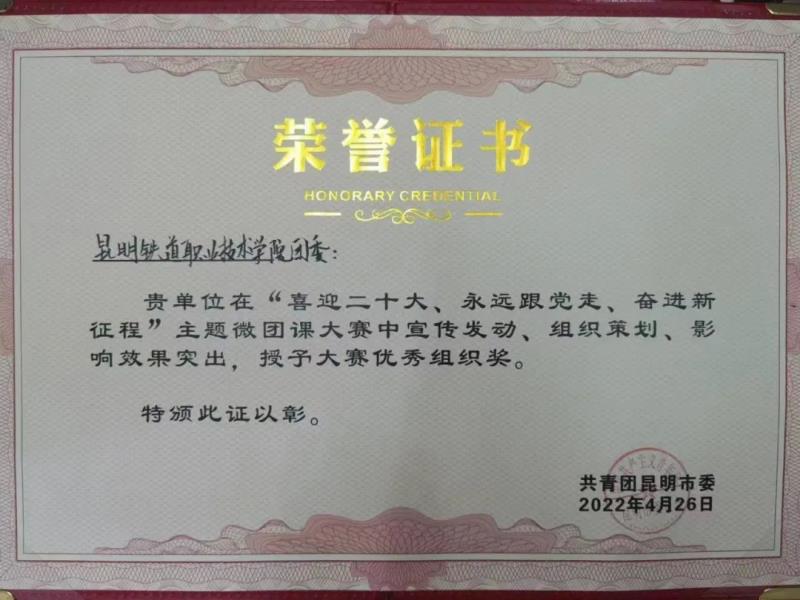 荣誉证书
HONORARY CREDENTIAL
昆明铁道职业技术学院团委：
贵单位在“喜迎二十大、永远跟党走、奋进新
征程”主题微团课大赛中宣传发动、组织策划、影
响效果突出，授予大赛优秀组织奖。
特颁此证以彰。
共青团昆明市委
2022年4月26日